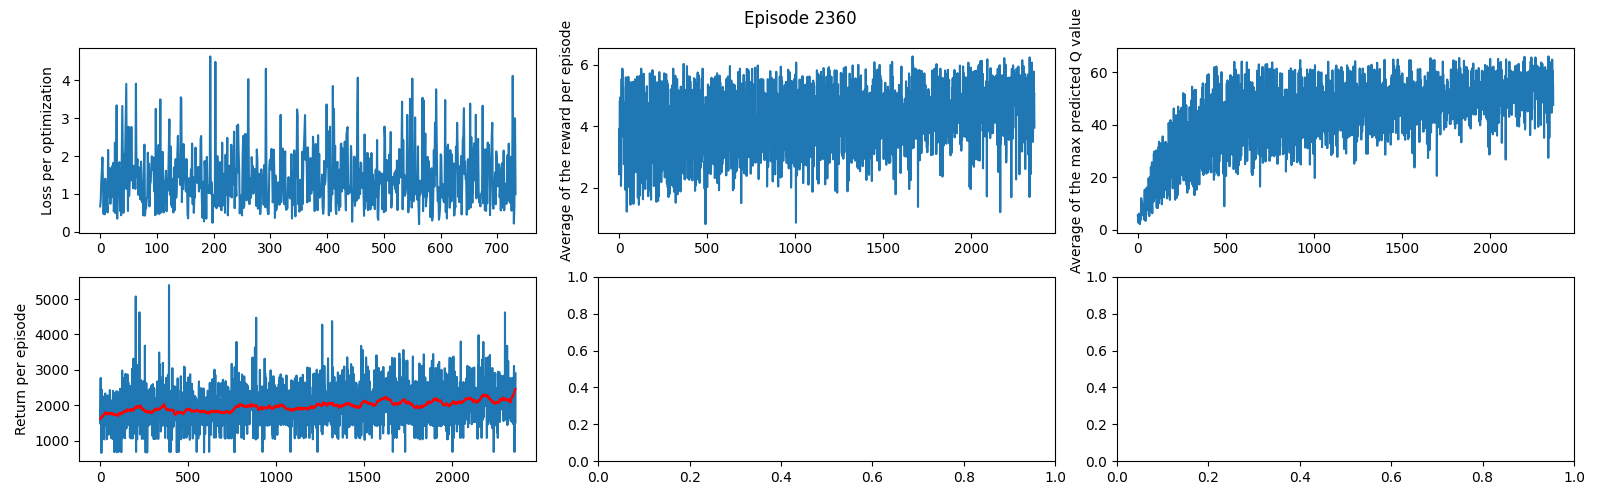 Episode 2360
Loss per optimization
4
3
2
1
0
0 100 200 300 400 500 600 700
Average of the reward per episode
6
4
2
0 500 1000 1500 2000
Average of the max predicted Q value
60
40
20
0
0 500 1000 1500 2000
Return per episode
5000
4000
3000
2000
1000
0 500 1000 1500 2000
1.0
0.8
0.6
0.4
0.2
0.0
0.0 0.2 0.4 0.6 0.8 1.0
1.0
0.8
0.6
0.4
0.2
0.0
0.0 0.2 0.4 0.6 0.8 1.0